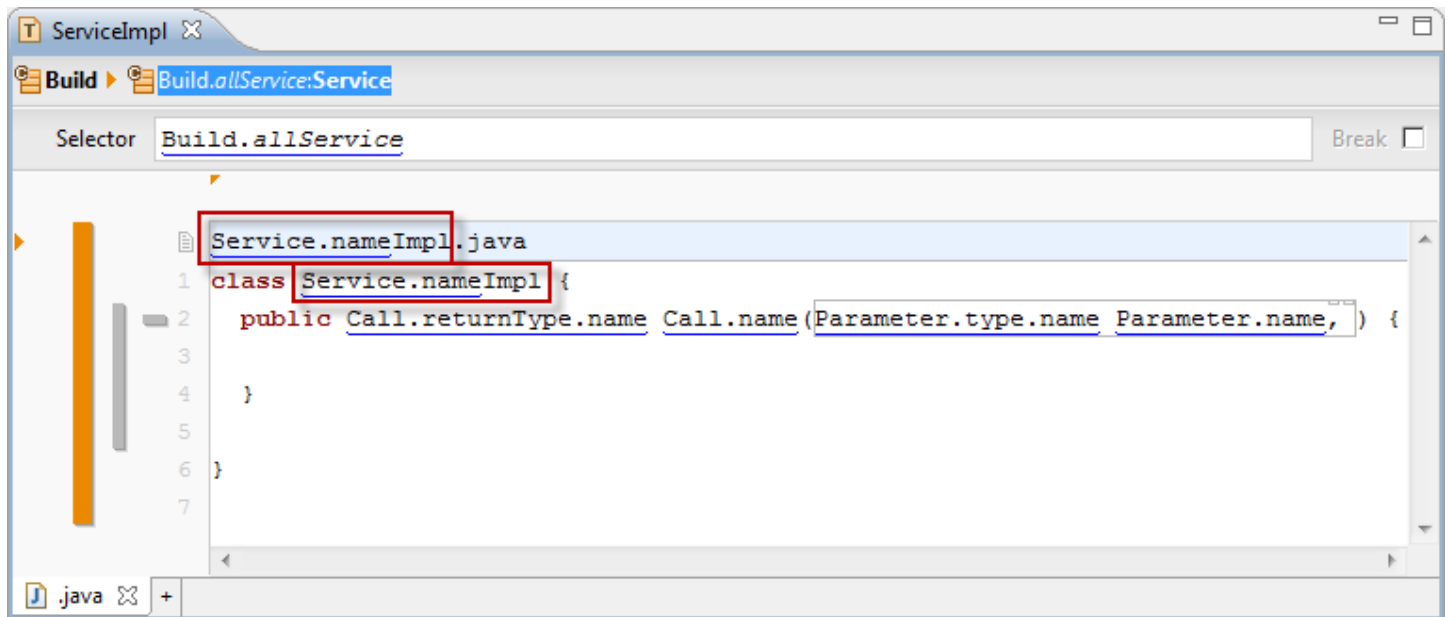 ServiceImpl
Build Build.allService:Service
Selector Build.allService Break
Service.nameImpl.java
1 class Service.nameImpl {
2 public Call.returnType.name Call.name(Parameter.type.name Parameter.name, ) {
3
4 }
5
6 }
7
.java +